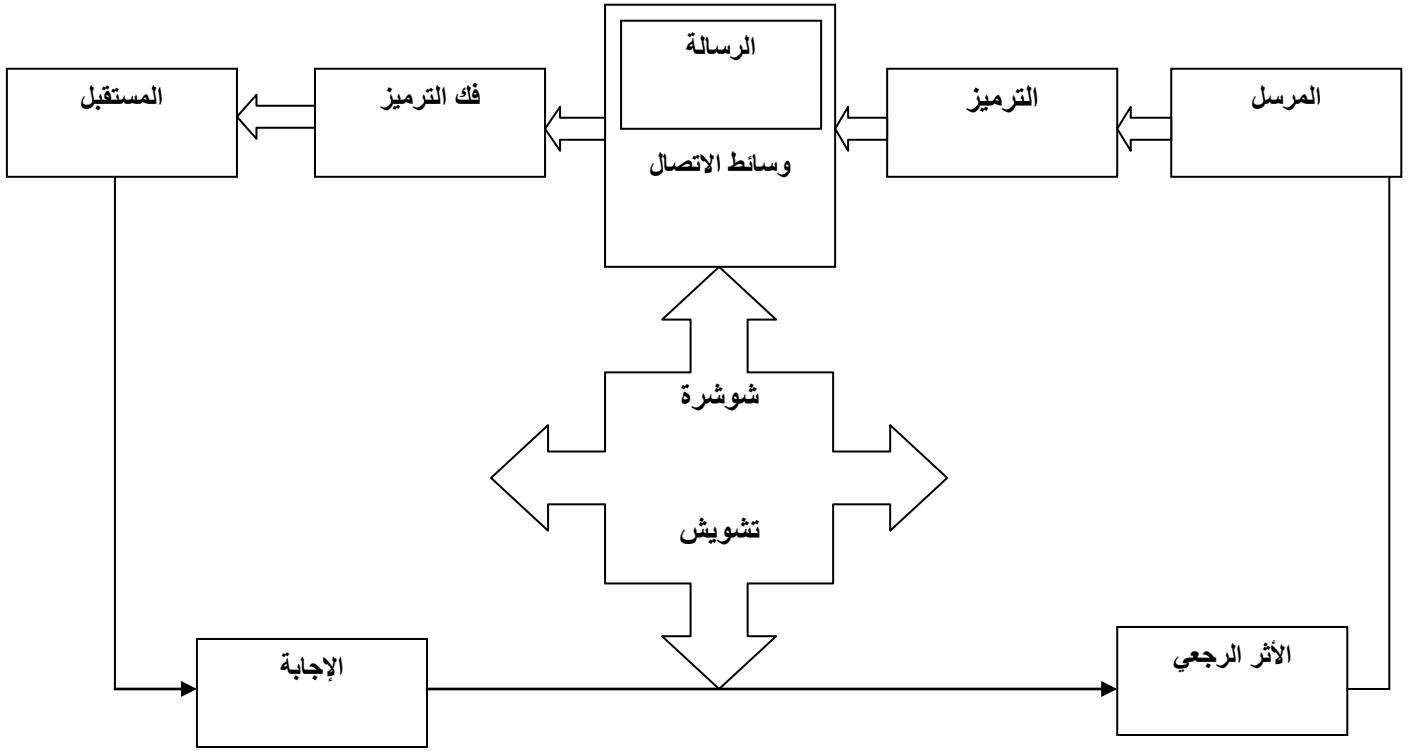 الرسالة
المرسل
الترميز
فك الترميز
المستقبل
وسائط الاتصال
شوشرة
تشويش
الأثر الرجعي
الإجابة